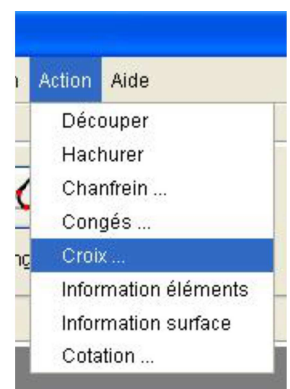 Action Aide
Découper
Hachurer
Chanfrein ...
Congés ...
Croix ...
Information éléments
Information surface
Cotation ...